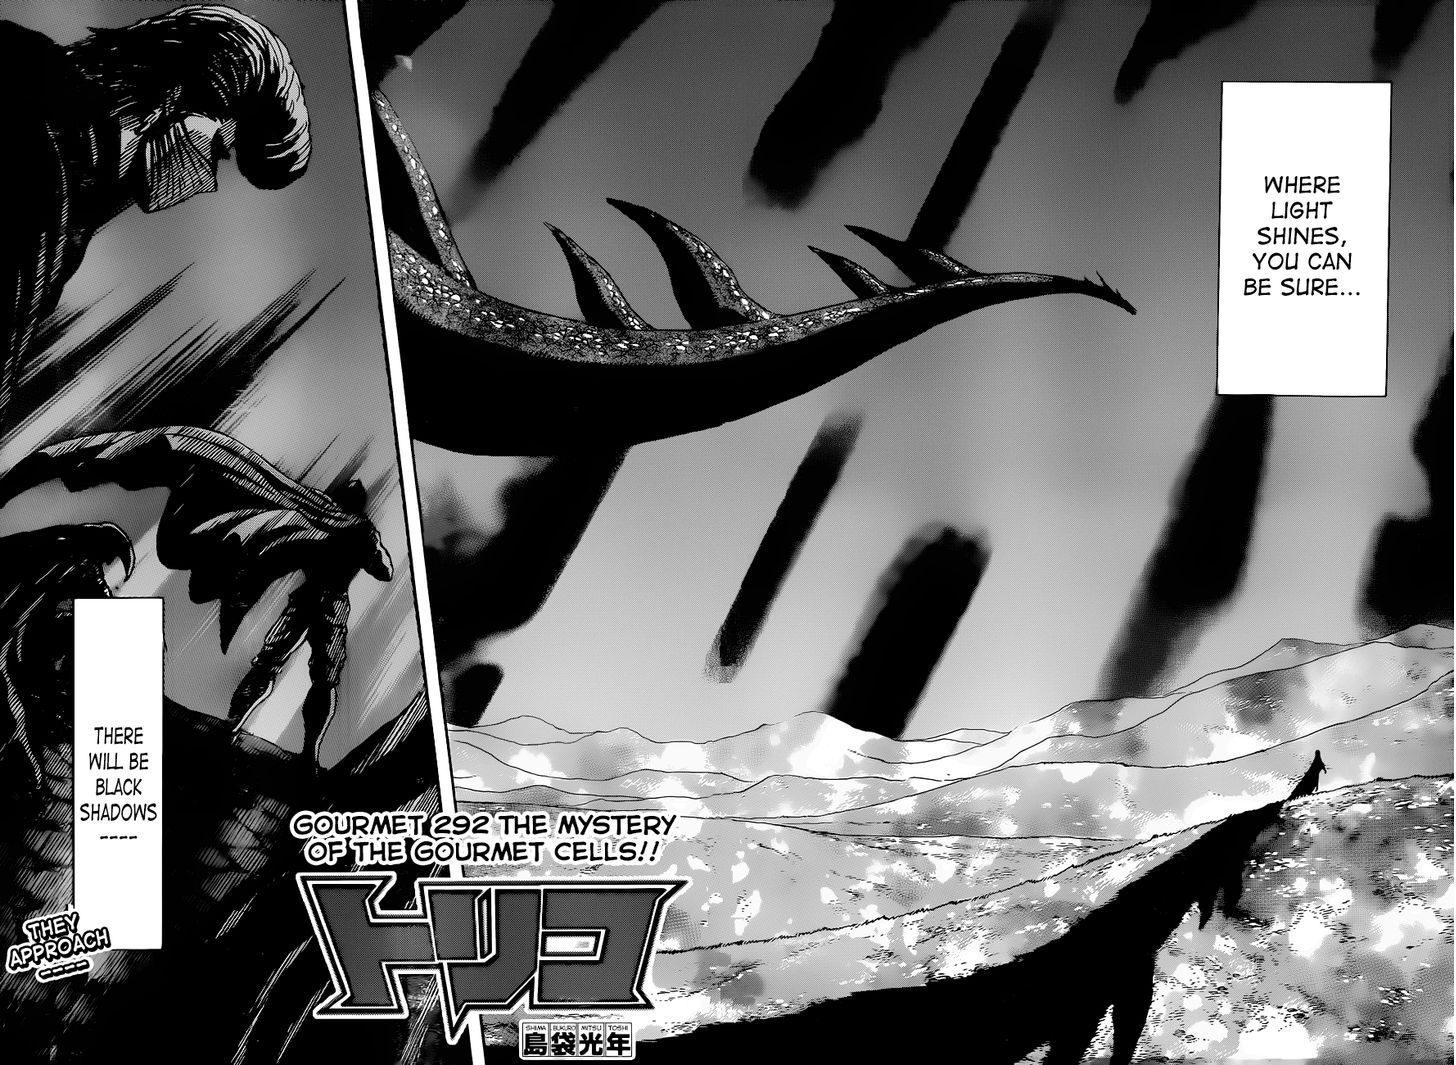 WHERE
LIGHT
SHINES,
YOU CAN
BE SURE...
THERE
WILL BE
BLACK
SHADOWS
----
THEY
APPROACH
----
GOURMET 292 THE MYSTERY
OF THE GOURMET CELLS!!
トリコ
SHIMA BUKURO MITSU TOSHI
島袋光年